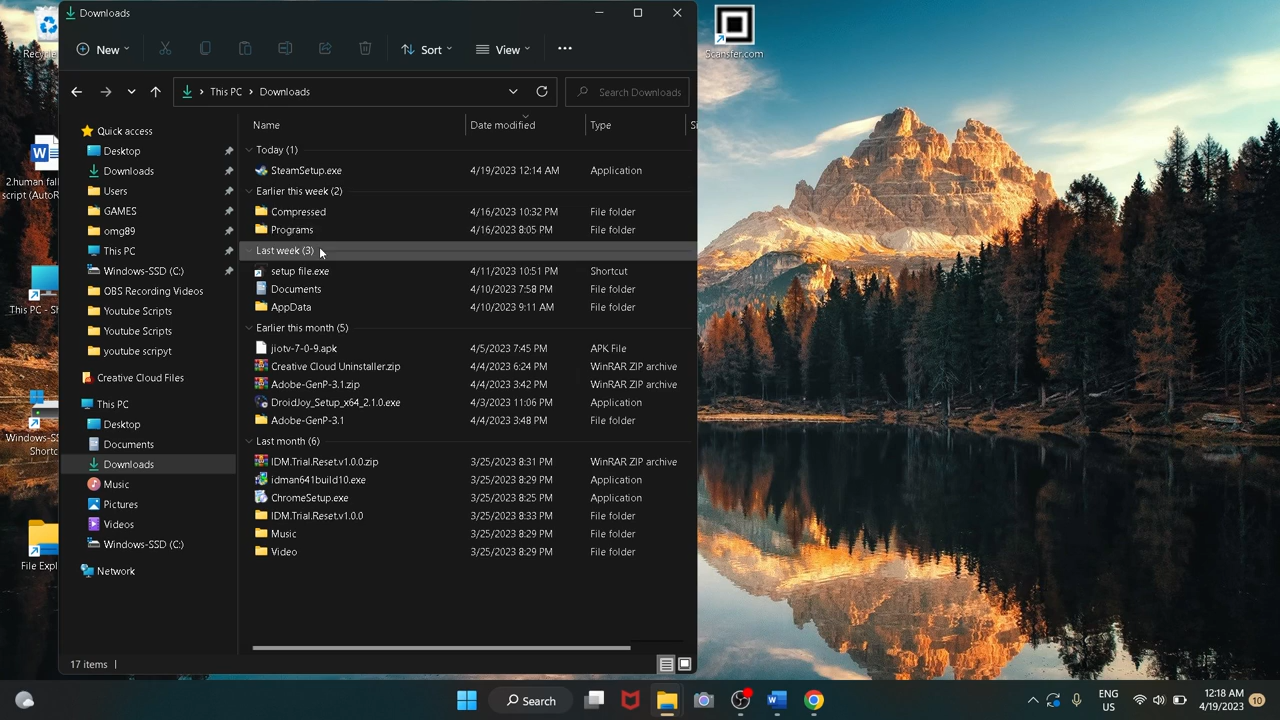 Downloads
New
Sort
View
This PC > Downloads
Search Downloads
Name Date modified Type
Today (1)
SteamSetup.exe 4/19/2023 12:14 AM Application
Earlier this week (2)
Compressed 4/16/2023 10:32 PM File folder
Programs 4/16/2023 8:05 PM File folder
Last week (3)
setup file.exe 4/11/2023 10:51 PM Shortcut
Documents 4/10/2023 7:58 PM File folder
AppData 4/10/2023 9:11 AM File folder
Earlier this month (5)
jiotv-7-0-9.apk 4/5/2023 7:45 PM APK File
Creative Cloud Uninstaller.zip 4/4/2023 6:24 PM WinRAR ZIP archive
Adobe-GenP-3.1.zip 4/4/2023 3:42 PM WinRAR ZIP archive
DroidJoy_Setup_x64_2.1.0.exe 4/3/2023 11:06 PM Application
Adobe-GenP-3.1 4/4/2023 3:48 PM File folder
Last month (6)
IDM.Trial.Reset.v1.0.0.zip 3/25/2023 8:31 PM WinRAR ZIP archive
idman641build10.exe 3/25/2023 8:29 PM Application
ChromeSetup.exe 3/25/2023 8:25 PM Application
IDM.Trial.Reset.v1.0.0 3/25/2023 8:33 PM File folder
Music 3/25/2023 8:29 PM File folder
Video 3/25/2023 8:29 PM File folder
Quick access
Desktop
Downloads
Users
GAMES
omg89
This PC
Windows-SSD (C:)
OBS Recording Videos
Youtube Scripts
Youtube Scripts
youtube scripyt
Creative Cloud Files
This PC
Desktop
Documents
Downloads
Music
Pictures
Videos
Windows-SSD (C:)
Network
17 items
Recycle
2.human fall
script (AutoR
This PC - Sh
Windows-SS
Shortc
File Expl
Scansfer.com
Search
ENG
US
12:18 AM
4/19/2023
10